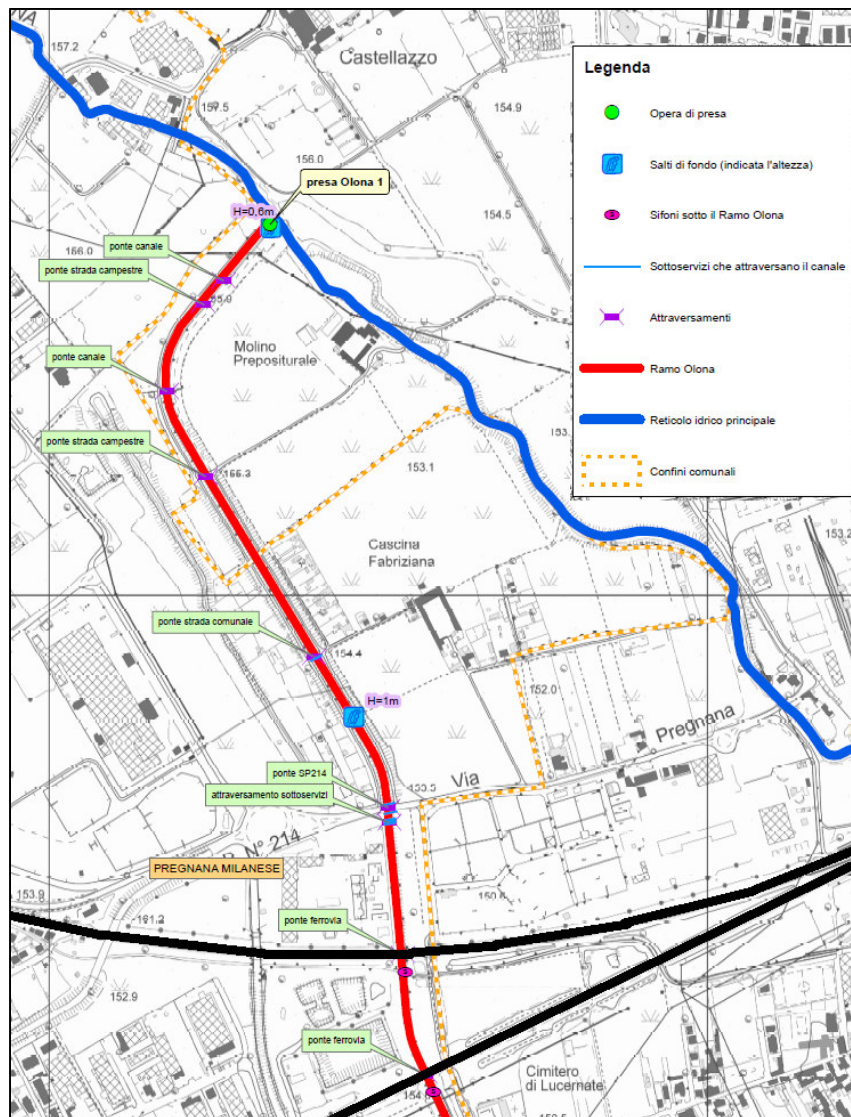 157.2
Castellazzo
157.5
154.9
156.0
presa Olona 1
H=0,6m
154.5
ponte canale
166.0
ponte strada campestre
Molino
Prepositurale
ponte canale
ponte strada campestre
166.3
153.1
153.2
Cascina
Fabriziana
ponte strada comunale
154.4
H=1m
152.0
Pregnana
Via
ponte SP214
attraversamento sottoservizi
N° 214
PREGNANA MILANESE
153.9
ponte ferrovia
152.9
ponte ferrovia
Cimitero
di Lucernate
Legenda
Opera di presa
Salti di fondo (indicata l'altezza)
Sifoni sotto il Ramo Olona
Sottoservizi che attraversano il canale
Attraversamenti
Ramo Olona
Reticolo idrico principale
Confini comunali